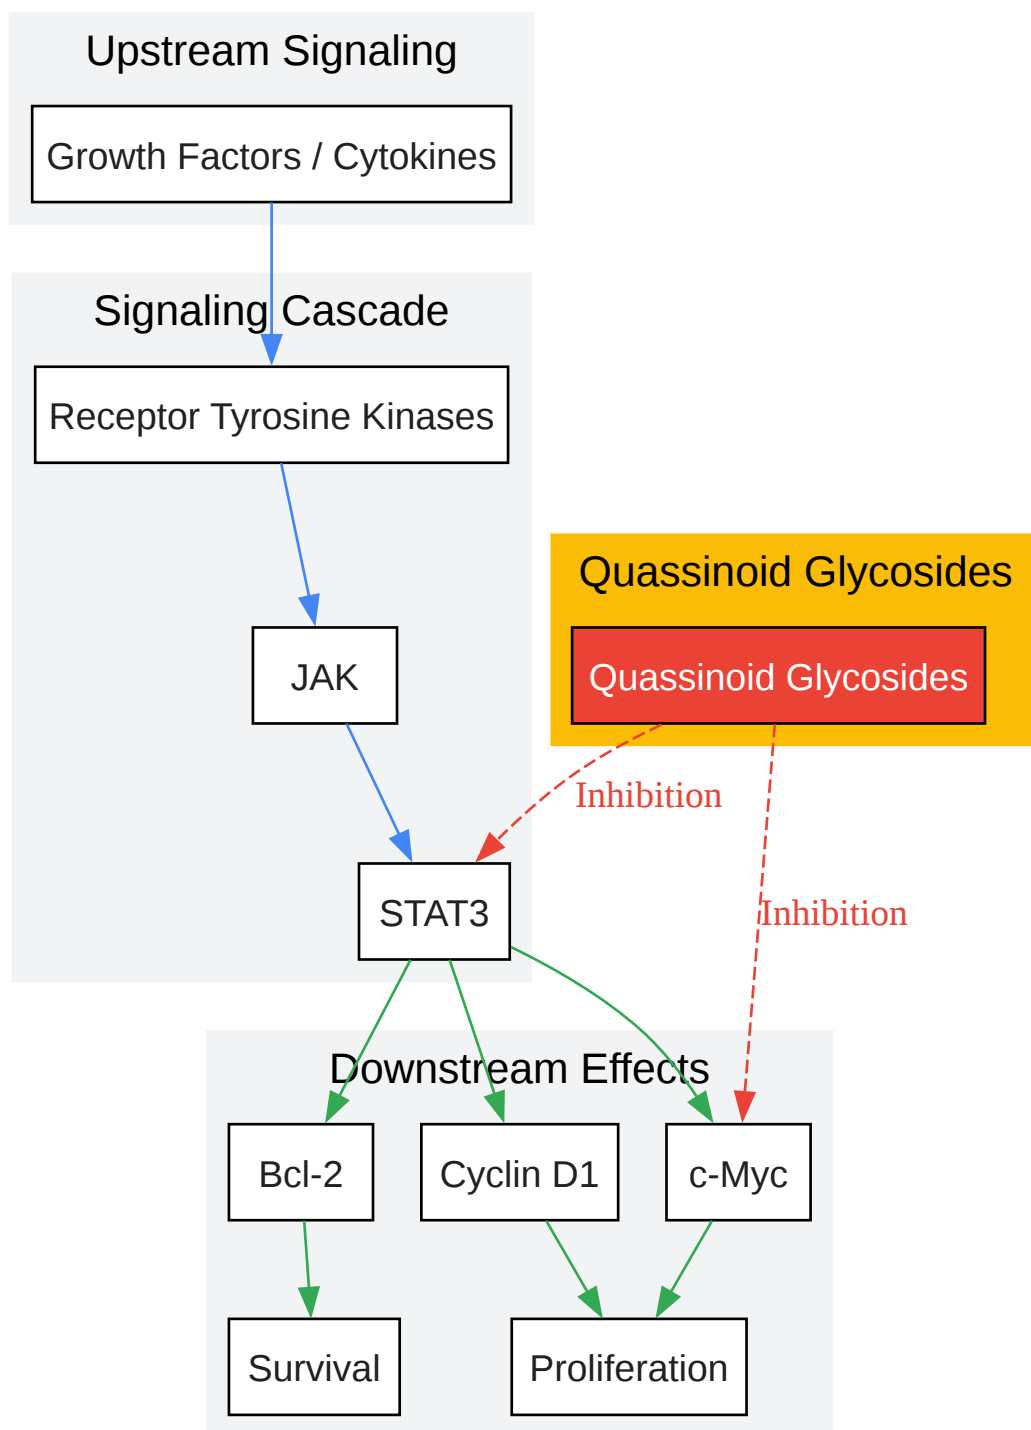 Upstream Signaling
Growth Factors / Cytokines
Signaling Cascade
Receptor Tyrosine Kinases
Quassinoid Glycosides
JAK
Quassinoid Glycosides
Inhibition
STAT3
Inhibition
Downstream Effects
Bcl-2
Cyclin D1
c-Myc
Survival
Proliferation